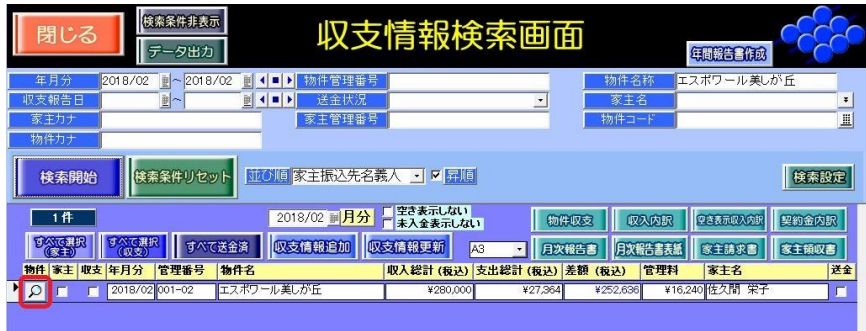 閉じる 検索条件非表示 収支情報検索画面
データ出力 年間報告書作成
年月分 2018/02 ~ 2018/02 物件管理番号 物件名称 エスポワール美しが丘
収支報告日 ~ 送金状況 家主名
家主カナ 家主管理番号 物件コード
物件カナ
検索開始 検索条件リセット 並び順 家主振込先名義人 昇順 検索設定
1件 2018/02 月分 空き表示しない 物件収支 収入内訳 空き表示収入内訳 契約金内訳
未入金表示しない
すべて選択(家主) すべて選択(収支) すべて送金済 収支情報追加 収支情報更新 A3 月次報告書 月次報告書表紙 家主請求書 家主領収書
物件 家主 収支 年月分 管理番号 物件名 収入総計 (税込) 支出総計 (税込) 差額 (税込) 管理料 家主名 送金
2018/02 001-02 エスポワール美しが丘 ¥280,000 ¥27,364 ¥252,636 ¥16,240 佐久間 栄子